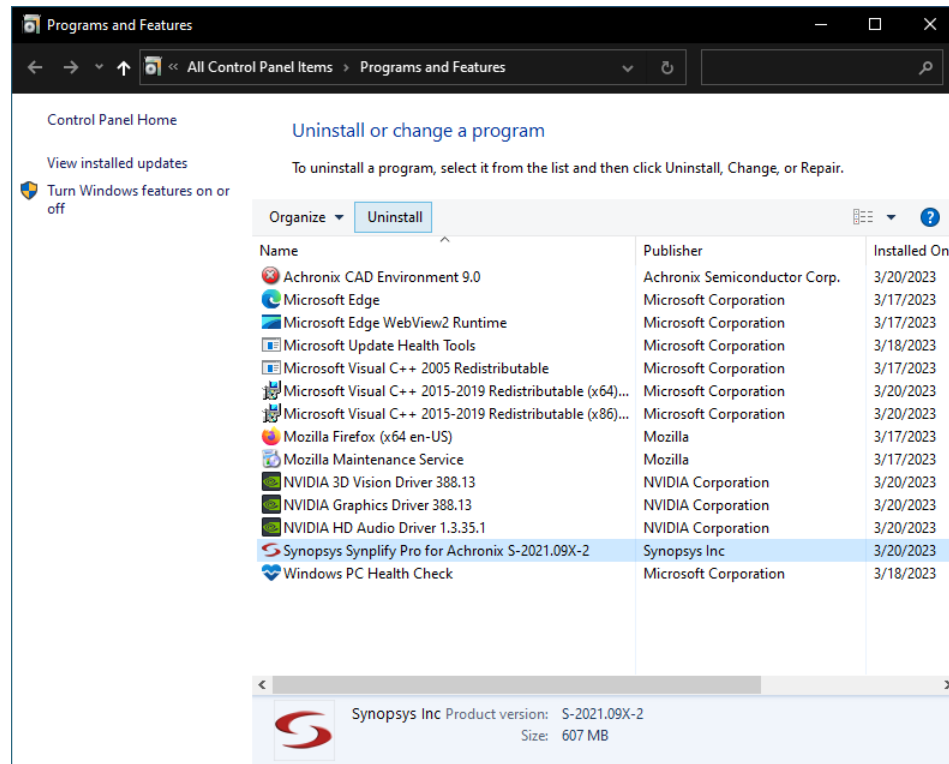 Programs and Features
« All Control Panel Items › Programs and Features
Control Panel Home
View installed updates
Turn Windows features on or
off
Uninstall or change a program
To uninstall a program, select it from the list and then click Uninstall, Change, or Repair.
Organize Uninstall
Name Publisher Installed On
Achronix CAD Environment 9.0 Achronix Semiconductor Corp. 3/20/2023
Microsoft Edge Microsoft Corporation 3/17/2023
Microsoft Edge WebView2 Runtime Microsoft Corporation 3/17/2023
Microsoft Update Health Tools Microsoft Corporation 3/18/2023
Microsoft Visual C++ 2005 Redistributable Microsoft Corporation 3/17/2023
Microsoft Visual C++ 2015-2019 Redistributable (x64)... Microsoft Corporation 3/20/2023
Microsoft Visual C++ 2015-2019 Redistributable (x86)... Microsoft Corporation 3/20/2023
Mozilla Firefox (x64 en-US) Mozilla 3/17/2023
Mozilla Maintenance Service Mozilla 3/17/2023
NVIDIA 3D Vision Driver 388.13 NVIDIA Corporation 3/20/2023
NVIDIA Graphics Driver 388.13 NVIDIA Corporation 3/20/2023
NVIDIA HD Audio Driver 1.3.35.1 NVIDIA Corporation 3/20/2023
Synopsys Synplify Pro for Achronix S-2021.09X-2 Synopsys Inc 3/20/2023
Windows PC Health Check Microsoft Corporation 3/18/2023
Synopsys Inc Product version: S-2021.09X-2
Size: 607 MB